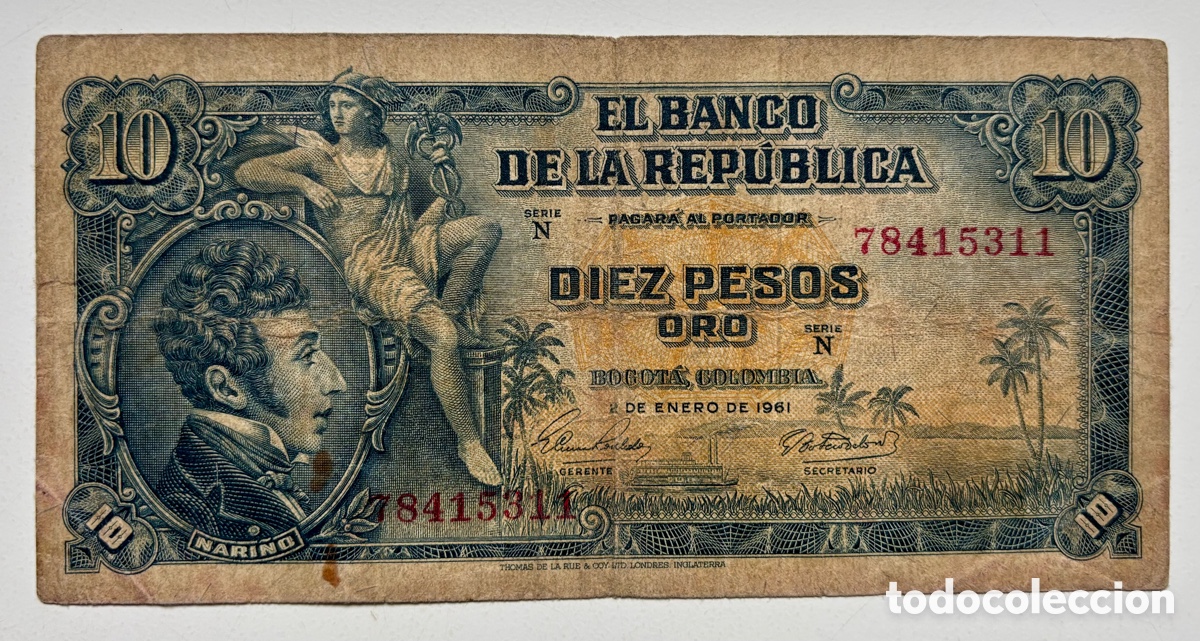 10
10
EL BANCO
DE LA REPÚBLICA
SERIE
N
PAGARÁ AL PORTADOR
78415311
DIEZ PESOS
ORO
SERIE
N
BOGOTÁ, COLOMBIA.
2 DE ENERO DE 1961
GERENTE
SECRETARIO
78415311
10
NARIÑO
10
THOMAS DE LA RUE & COY. LTD. LONDRES, INGLATERRA
todocoleccion